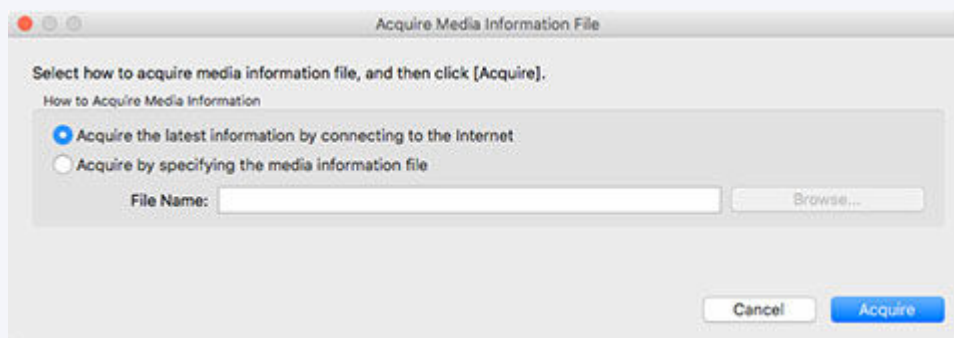 Acquire Media Information File
Select how to acquire media information file, and then click [Acquire].
How to Acquire Media Information
Acquire the latest information by connecting to the Internet
Acquire by specifying the media information file
File Name:
Browse...
Cancel
Acquire